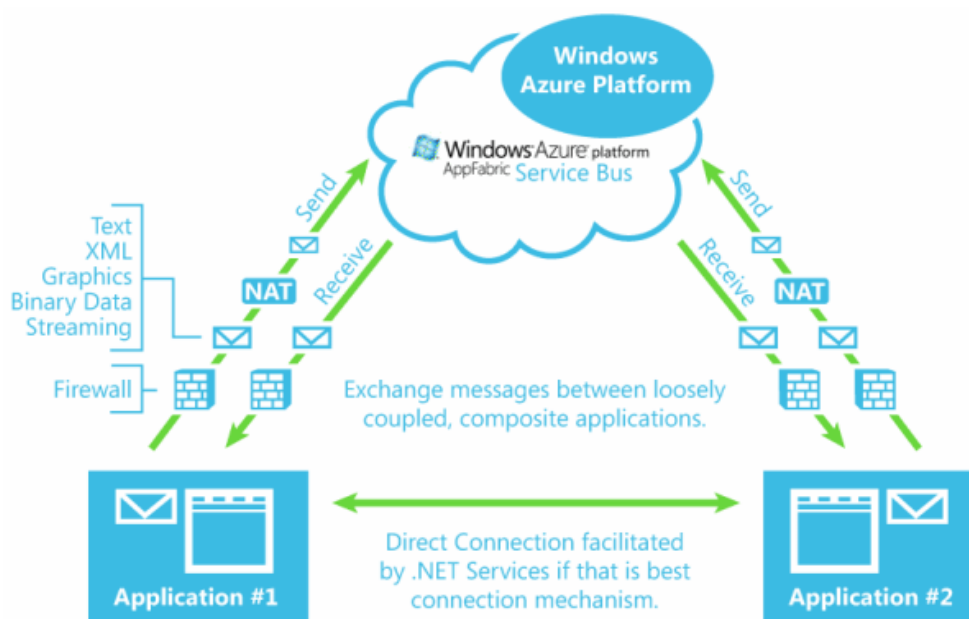 Windows
Azure Platform
Windows Azure platform
AppFabric Service Bus
Send
Receive
Send
Receive
Text
XML
Graphics
Binary Data
Streaming
NAT
NAT
Firewall
Exchange messages between loosely
coupled, composite applications.
Direct Connection facilitated
by .NET Services if that is best
connection mechanism.
Application #1
Application #2